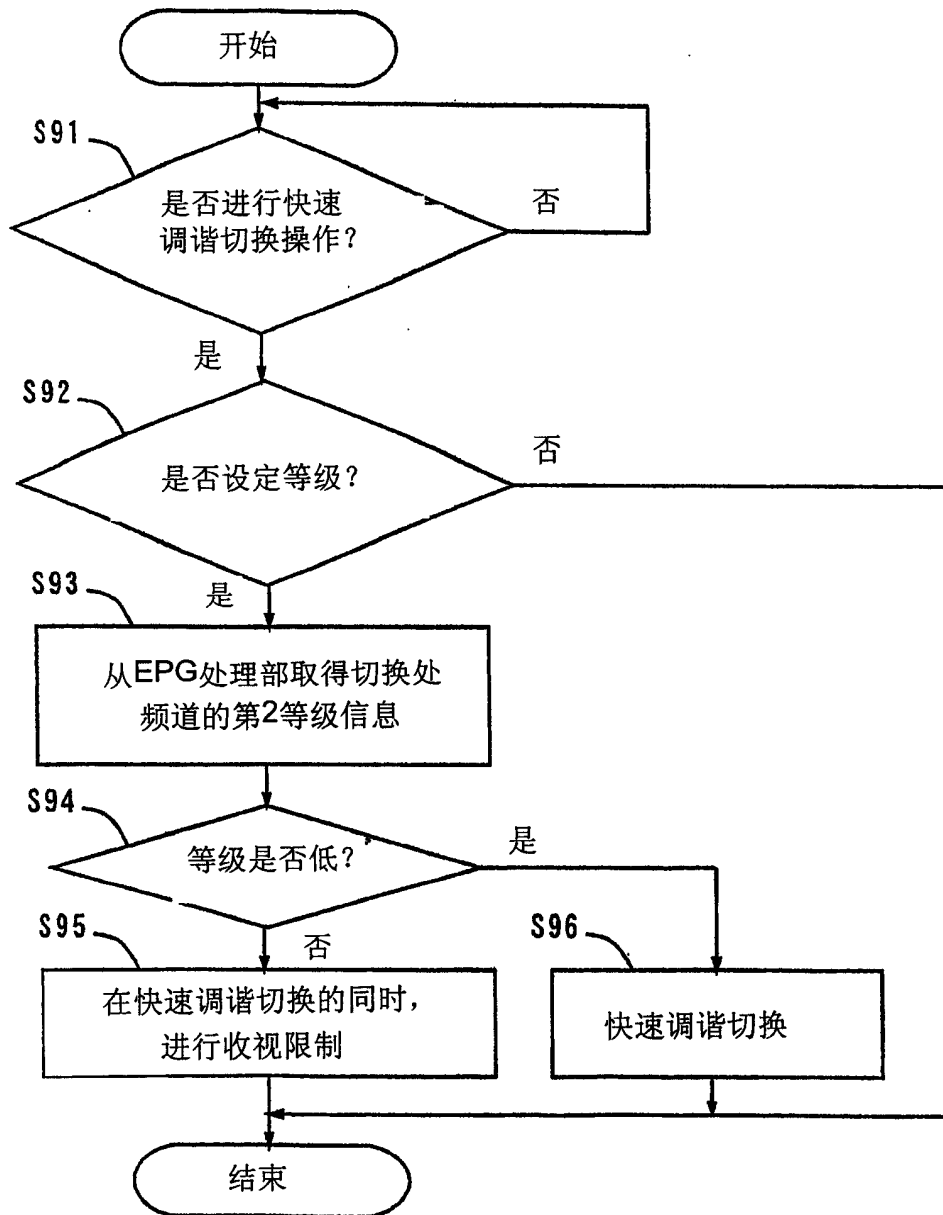 开始
S91
是否进行快速
调谐切换操作？
否
是
S92
是否设定等级？
否
是
S93
从EPG处理部取得切换处
频道的第2等级信息
S94
等级是否低？
是
S95
否
S96
在快速调谐切换的同时，
进行收视限制
快速调谐切换
结束